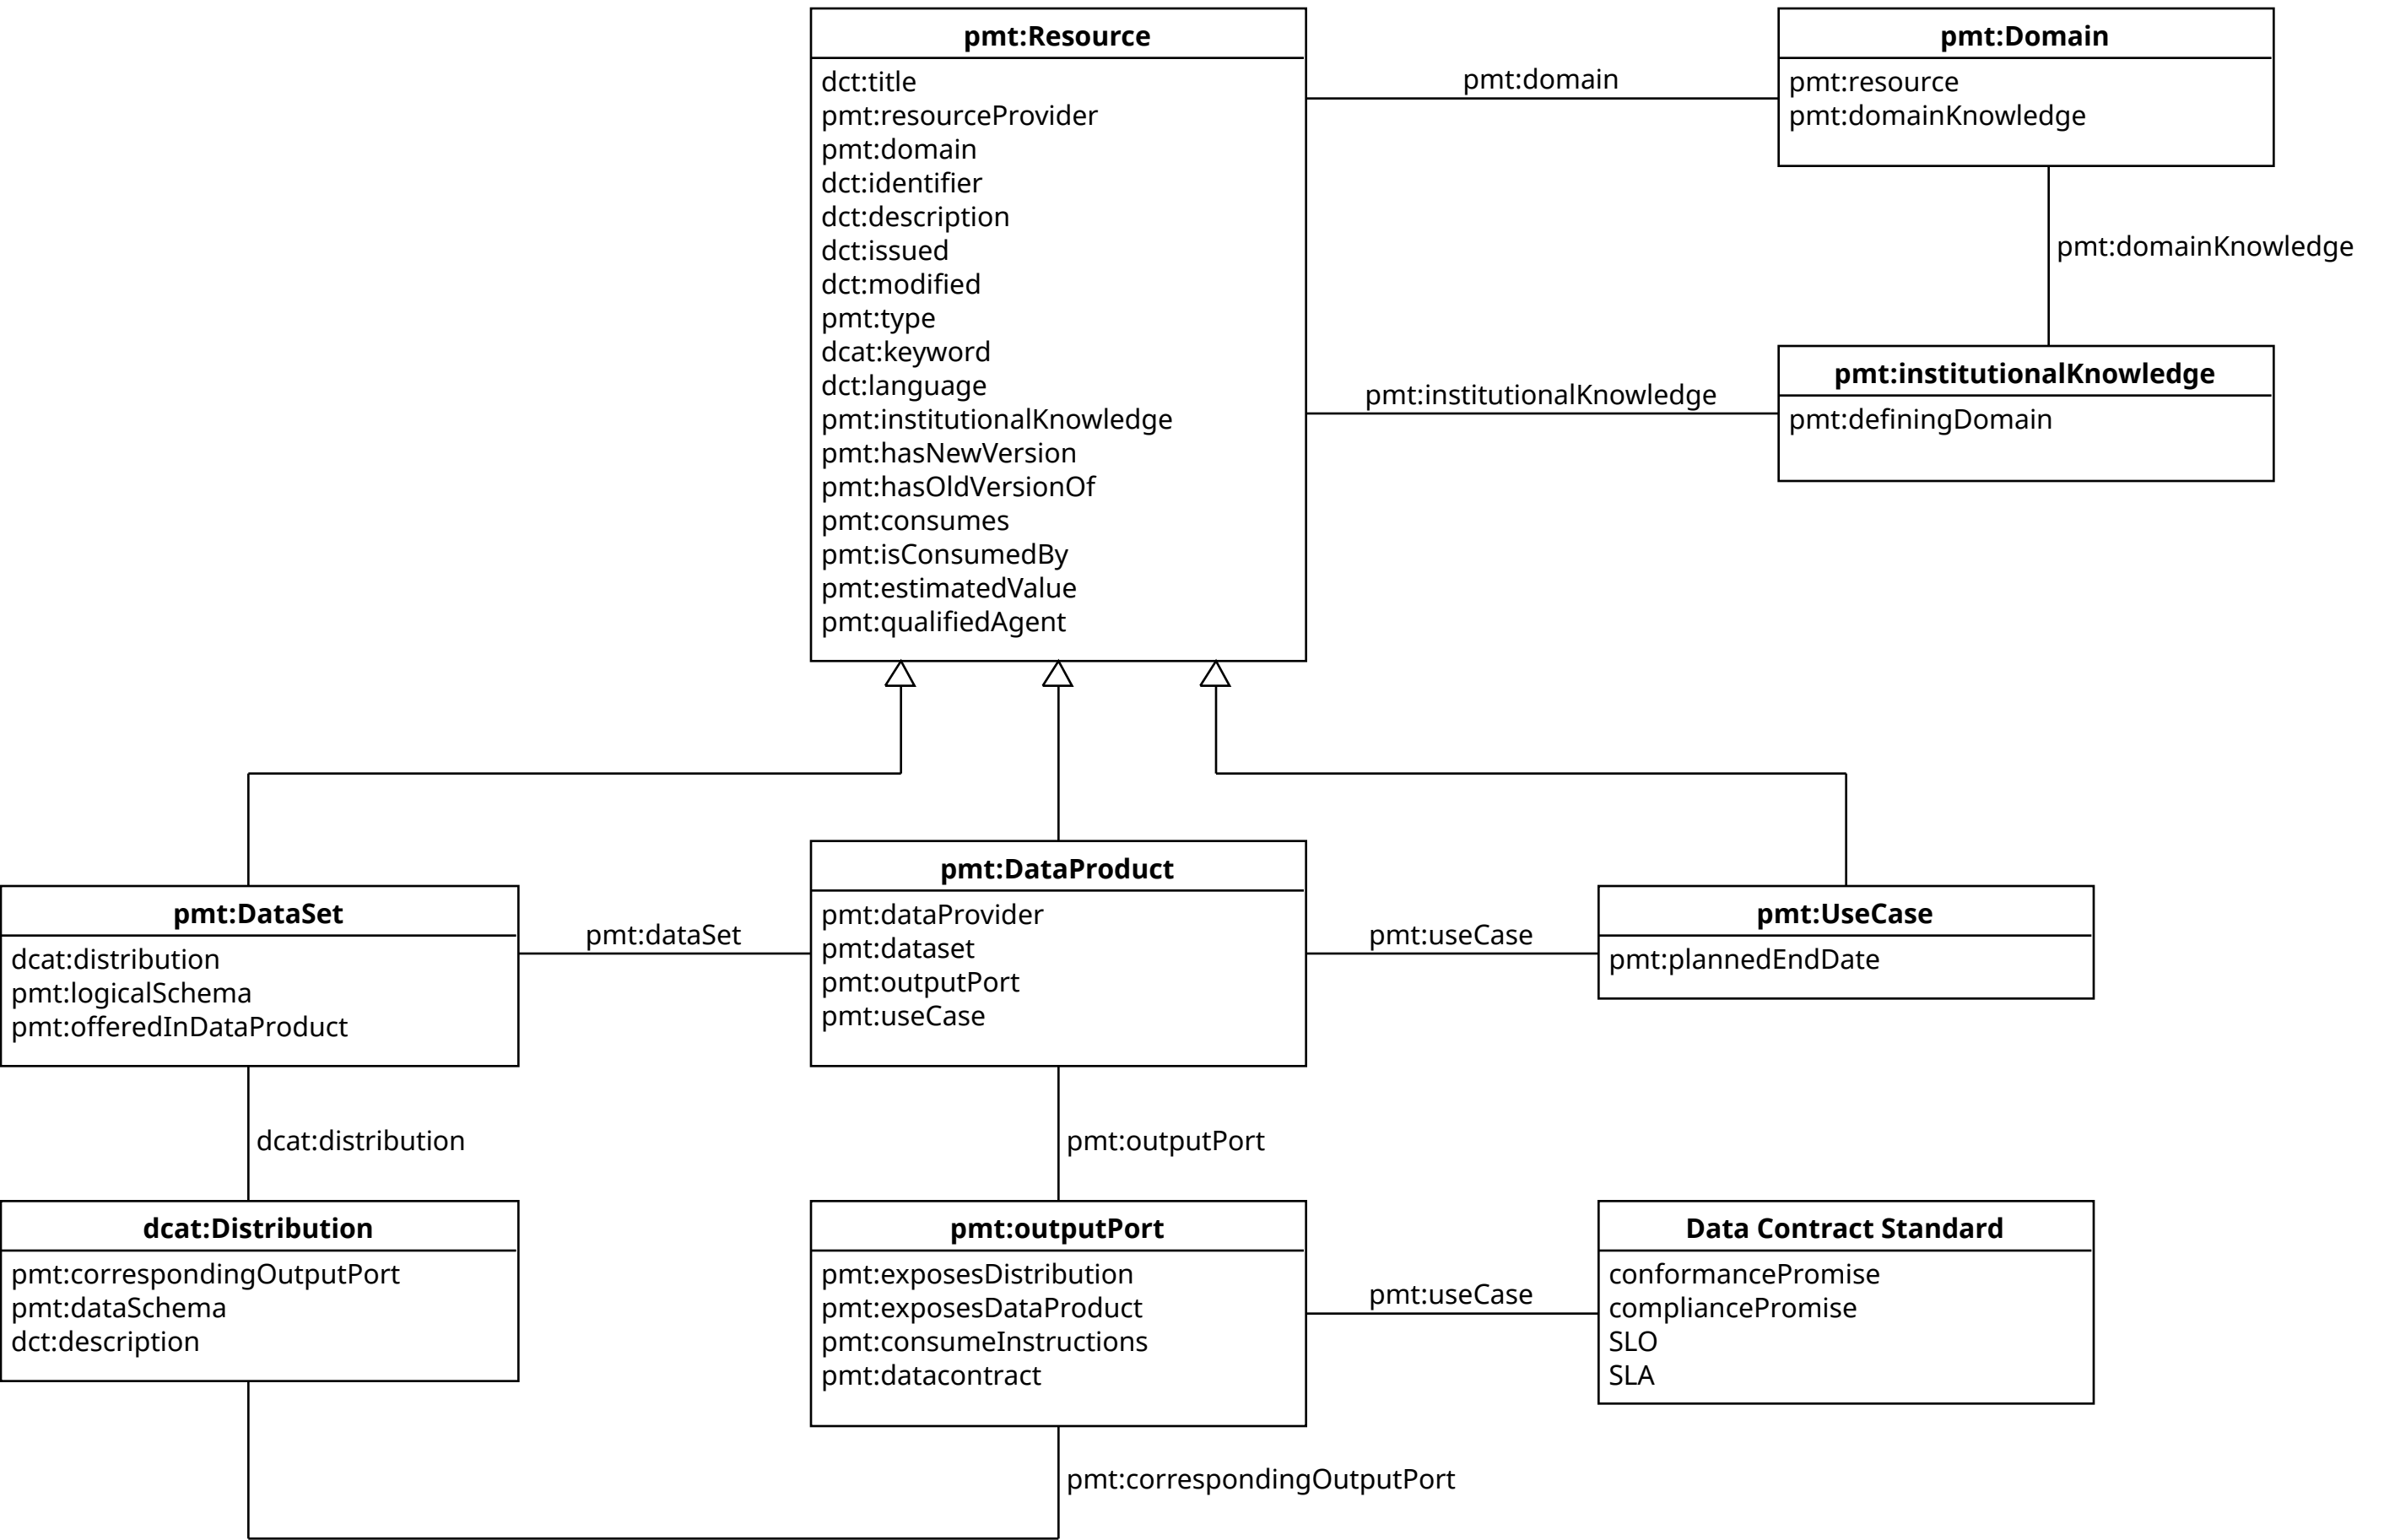 pmt:Resource
dct:title
pmt:resourceProvider
pmt:domain
dct:identifier
dct:description
dct:issued
dct:modified
pmt:type
dcat:keyword
dct:language
pmt:institutionalKnowledge
pmt:hasNewVersion
pmt:hasOldVersionOf
pmt:consumes
pmt:isConsumedBy
pmt:estimatedValue
pmt:qualifiedAgent
pmt:domain
pmt:Domain
pmt:resource
pmt:domainKnowledge
pmt:domainKnowledge
pmt:institutionalKnowledge
pmt:institutionalKnowledge
pmt:definingDomain
pmt:DataSet
dcat:distribution
pmt:logicalSchema
pmt:offeredInDataProduct
pmt:dataSet
pmt:DataProduct
pmt:dataProvider
pmt:dataset
pmt:outputPort
pmt:useCase
pmt:useCase
pmt:UseCase
pmt:plannedEndDate
dcat:distribution
pmt:outputPort
dcat:Distribution
pmt:correspondingOutputPort
pmt:dataSchema
dct:description
pmt:outputPort
pmt:exposesDistribution
pmt:exposesDataProduct
pmt:consumeInstructions
pmt:datacontract
pmt:useCase
Data Contract Standard
conformancePromise
compliancePromise
SLO
SLA
pmt:correspondingOutputPort